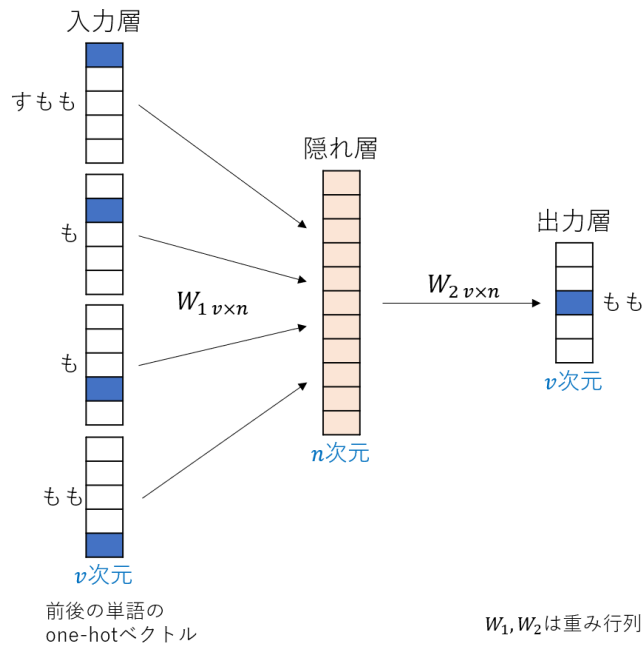 入力層
すもも
も
も
もも
v次元
前後の単語の
one-hotベクトル
W₁ v×n
隠れ層
n次元
W₂ v×n
出力層
もも
v次元
W₁, W₂は重み行列